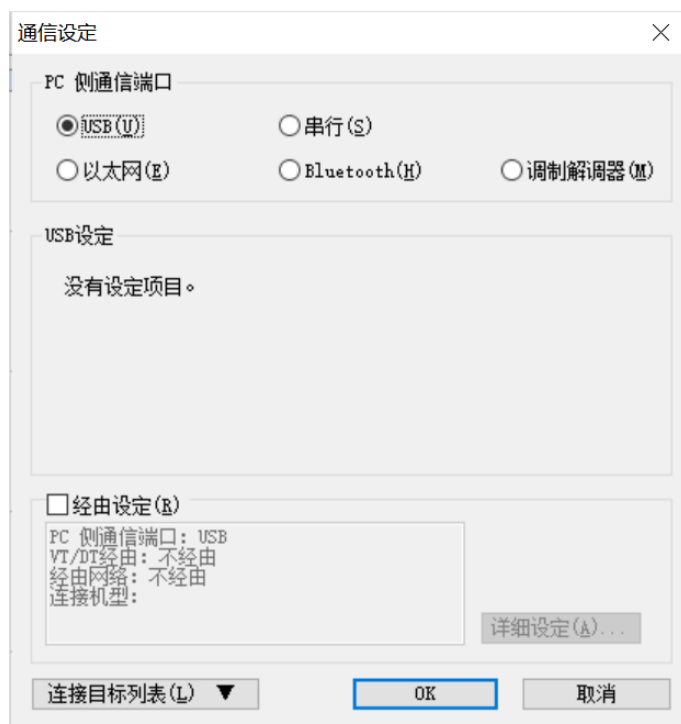 通信设定
PC 侧通信端口
USB(U)
串行(S)
以太网(E)
Bluetooth(H)
调制解调器(M)
USB设定
没有设定项目。
经由设定(R)
PC 侧通信端口: USB
VT/DT经由: 不经由
经由网络: 不经由
连接机型:
详细设定(A)...
连接目标列表(L) ▼
OK
取消